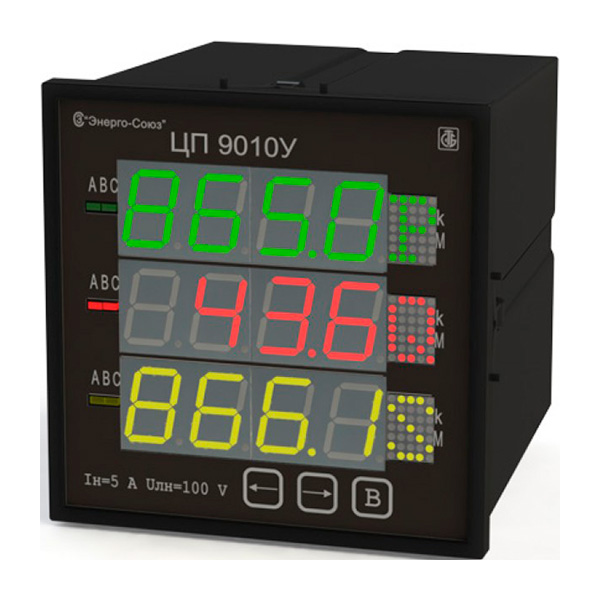 "Энерго-Союз"
ЦП 9010У
ABC
865.0 P
k
M
ABC
43.6 Q
k
M
ABC
866.1 S
k
M
Iн=5 А Uлн=100 V
← → B